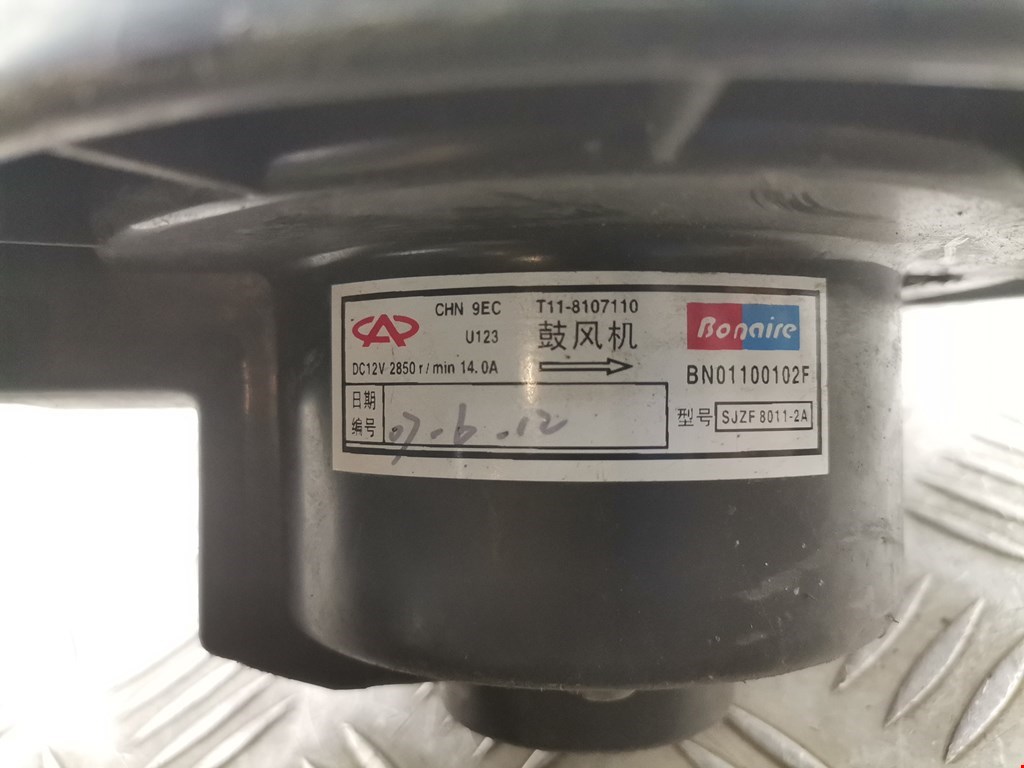 CHN 9EC
T11-8107110
CAC
U123
鼓风机
Bonaire
DC12V 2850 r/min 14.0A
BN01100102F
日期
编号
07-6-12
型号 SJZF 8011-2A